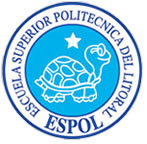 ESCUELA SUPERIOR POLITECNICA DEL LITORAL
ESPOL